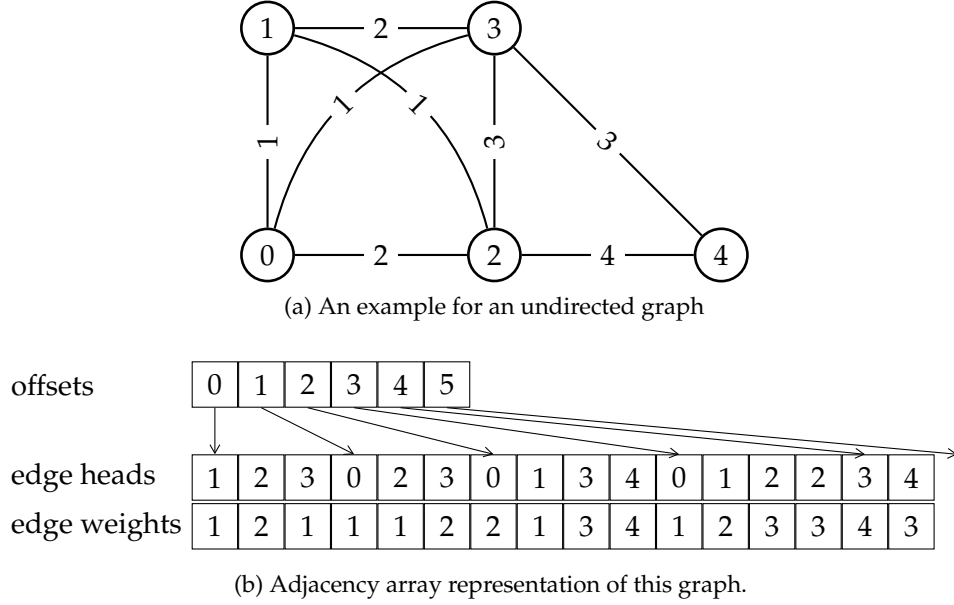 1 2 3
1 1
1 3 3
0 2 2 4 4
(a) An example for an undirected graph
offsets 0 1 2 3 4 5
edge heads 1 2 3 0 2 3 0 1 3 4 0 1 2 2 3 4
edge weights 1 2 1 1 1 2 2 1 3 4 1 2 3 3 4 3
(b) Adjacency array representation of this graph.